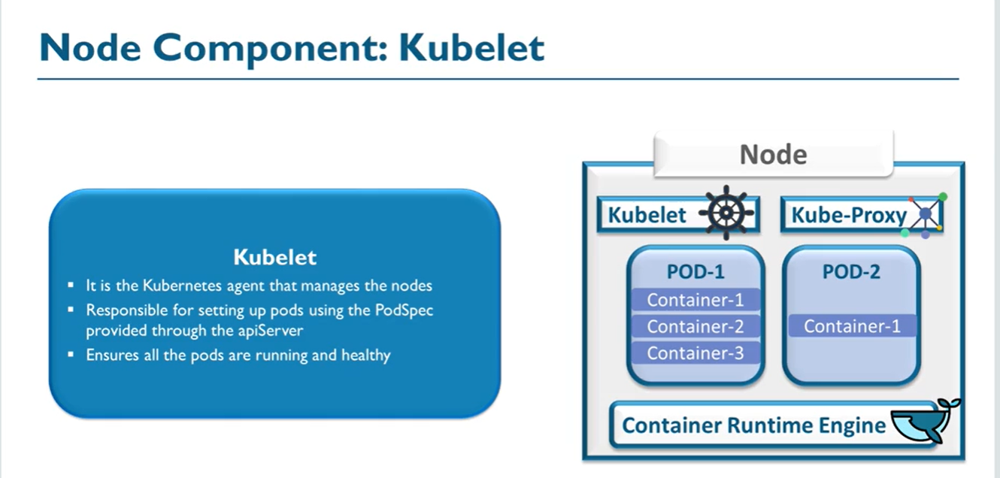 Node Component: Kubelet
Kubelet
▪ It is the Kubernetes agent that manages the nodes
▪ Responsible for setting up pods using the PodSpec
provided through the apiServer
▪ Ensures all the pods are running and healthy
Node
Kubelet
Kube-Proxy
POD-1
Container-1
Container-2
Container-3
POD-2
Container-1
Container Runtime Engine